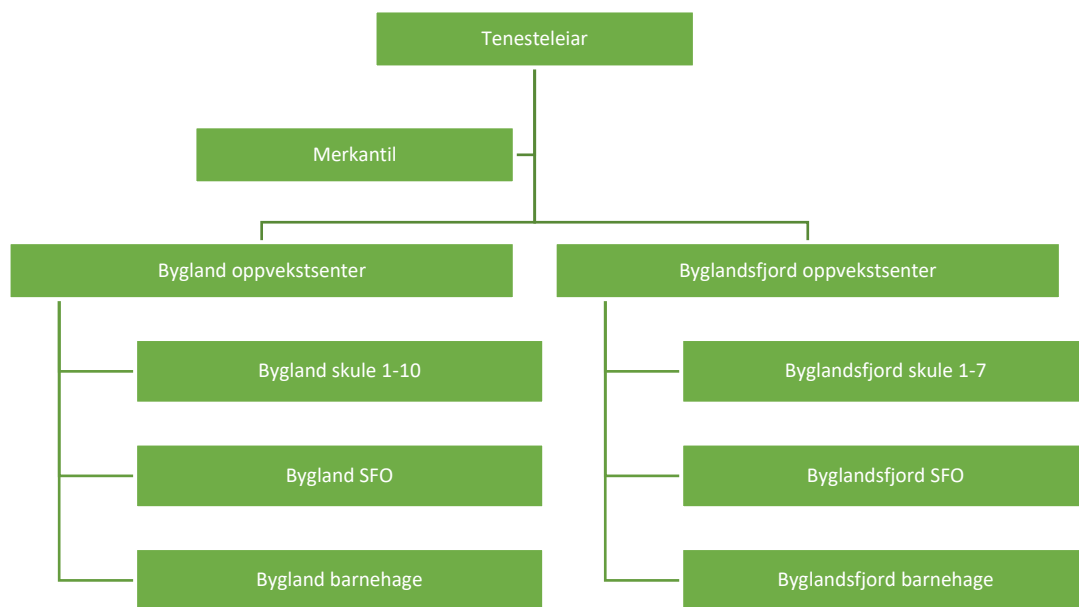 Tenesteleiar
Merkantil
Bygland oppvekstsenter
Byglandsfjord oppvekstsenter
Bygland skule 1-10
Byglandsfjord skule 1-7
Bygland SFO
Byglandsfjord SFO
Bygland barnehage
Byglandsfjord barnehage